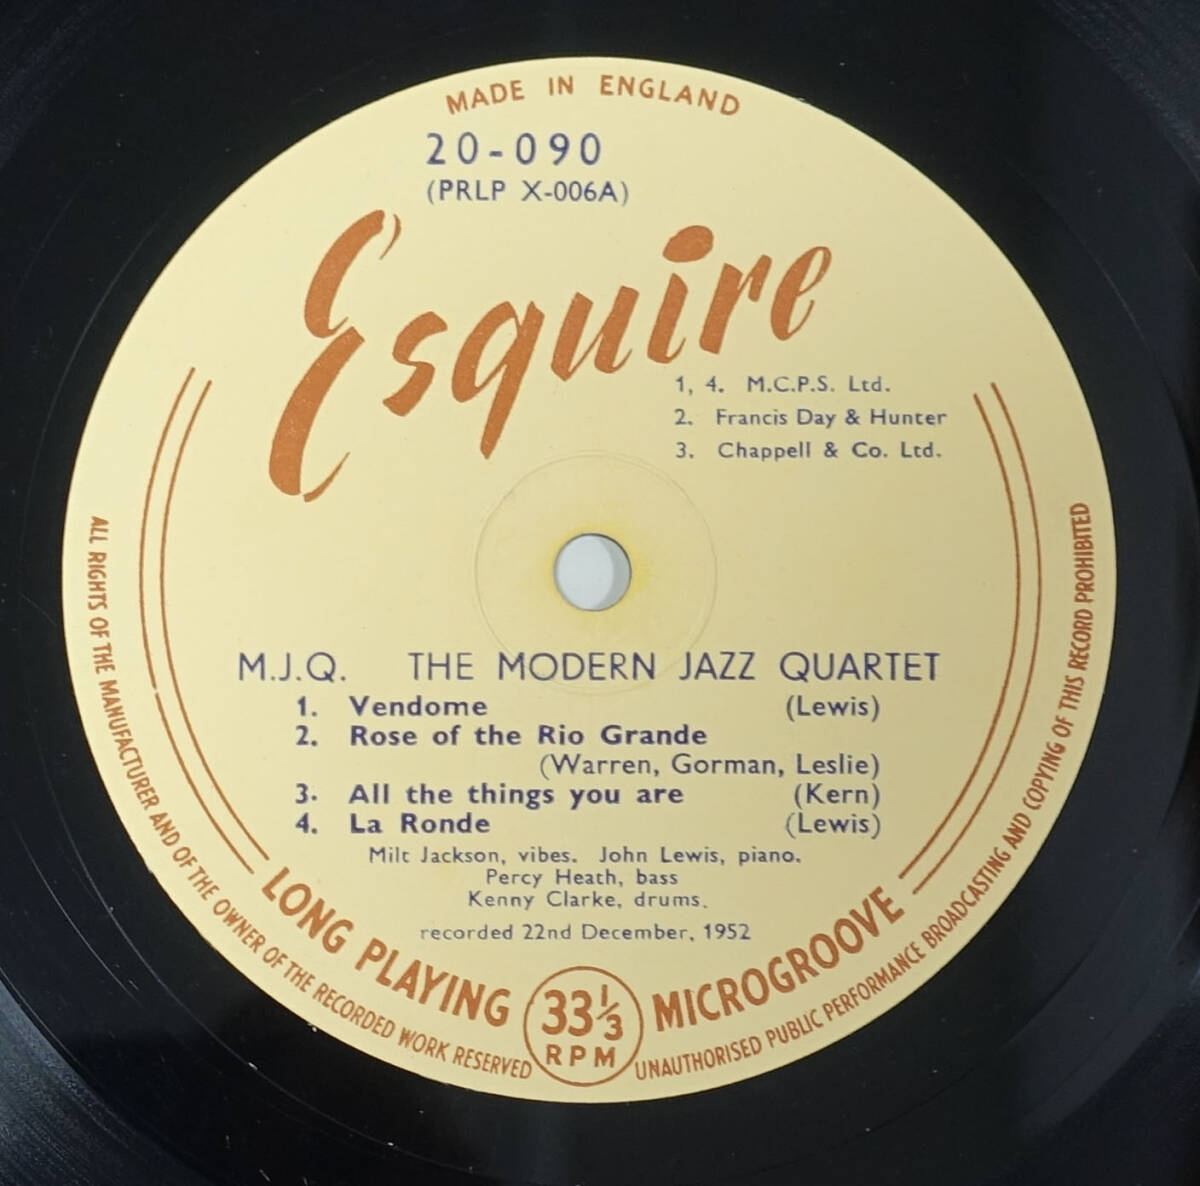 MADE IN ENGLAND
20-090
(PRLP X-006A)
Esquire
1, 4. M.C.P.S. Ltd.
2. Francis Day & Hunter
3. Chappell & Co. Ltd.
M.J.Q. THE MODERN JAZZ QUARTET
1. Vendome (Lewis)
2. Rose of the Rio Grande
(Warren, Gorman, Leslie)
3. All the things you are (Kern)
4. La Ronde (Lewis)
Milt Jackson, vibes. John Lewis, piano.
Percy Heath, bass
Kenny Clarke, drums.
recorded 22nd December, 1952
LONG PLAYING 33⅓ RPM MICROGROOVE
ALL RIGHTS OF THE MANUFACTURER AND OF THE OWNER OF THE RECORDED WORK RESERVED
UNAUTHORISED PUBLIC PERFORMANCE BROADCASTING AND COPYING OF THIS RECORD PROHIBITED